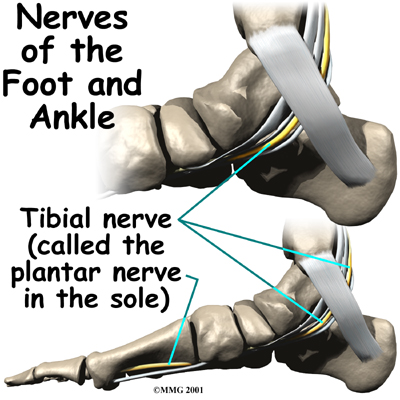 Nerves
of the
Foot and
Ankle
Tibial nerve
(called the
plantar nerve
in the sole)
©MMG 2001